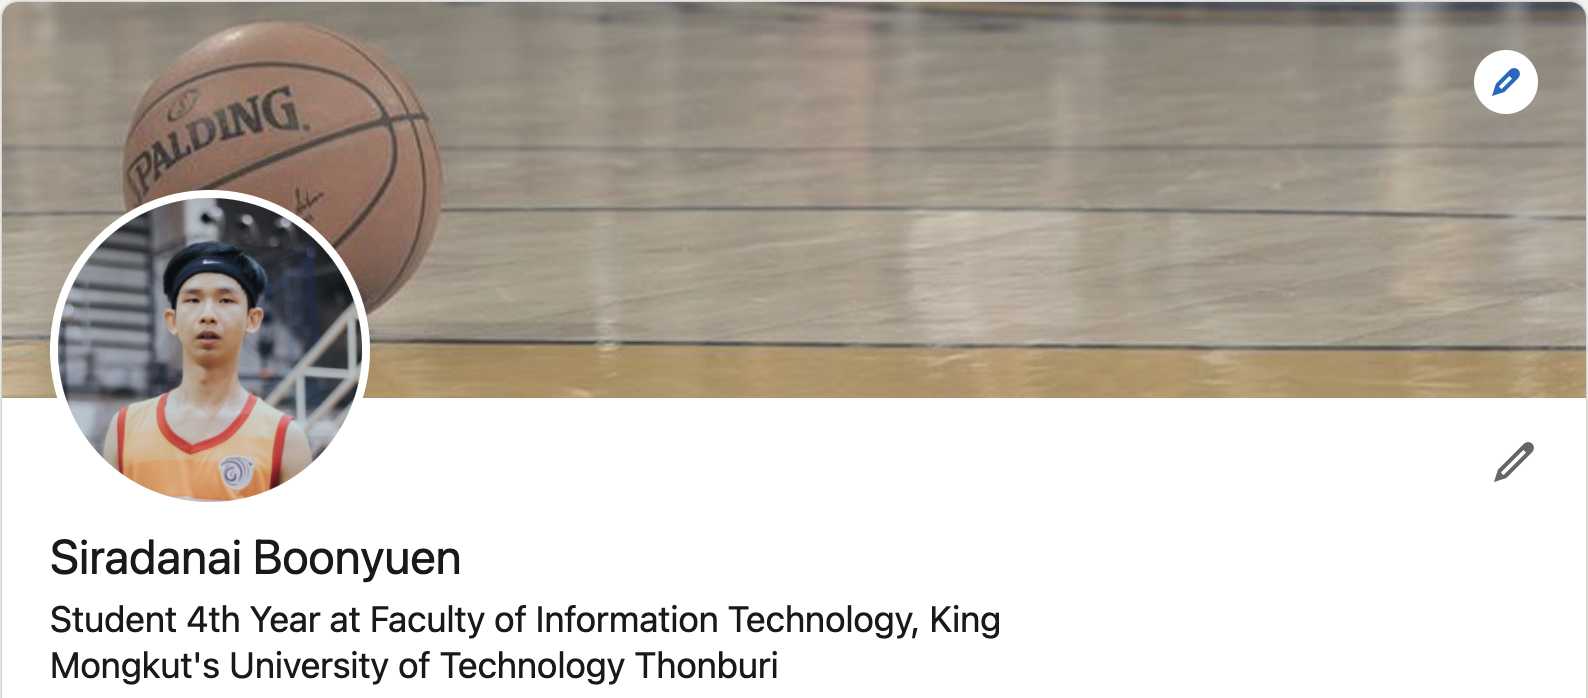 SPALDING
Siradanai Boonyuen
Student 4th Year at Faculty of Information Technology, King
Mongkut's University of Technology Thonburi